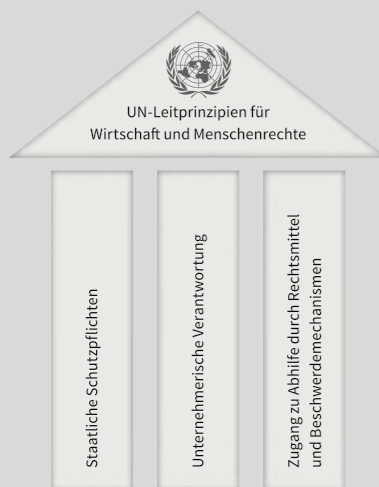 UN-Leitprinzipien für
Wirtschaft und Menschenrechte
Staatliche Schutzpflichten
Unternehmerische Verantwortung
Zugang zu Abhilfe durch Rechtsmittel
und Beschwerdemechanismen